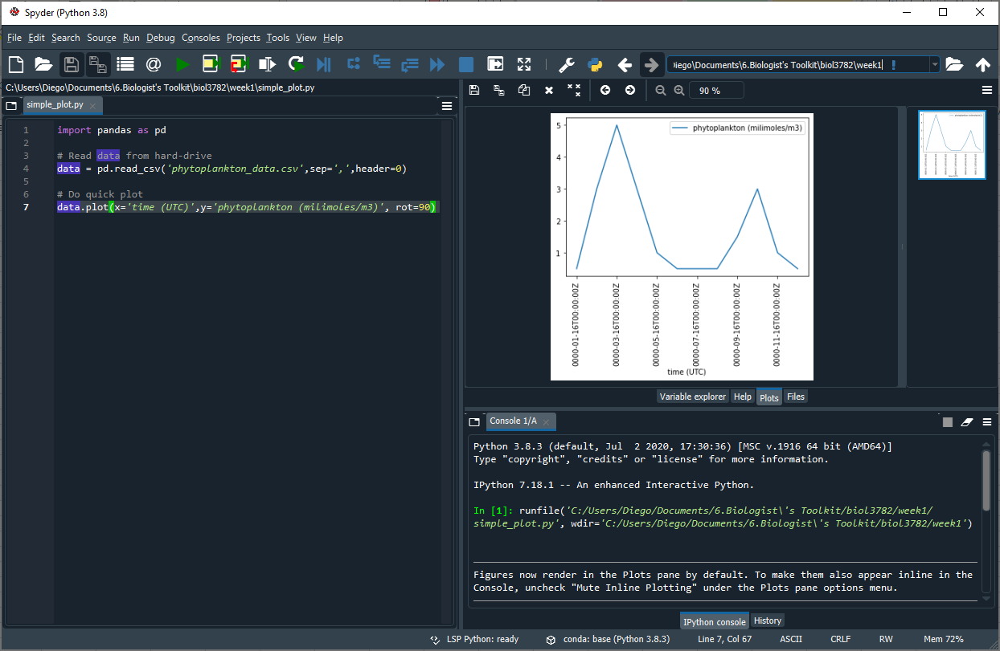 Spyder (Python 3.8)
File Edit Search Source Run Debug Consoles Projects Tools View Help
iego\Documents\6.Biologist's Toolkit\biol3782\week1
C:\Users\Diego\Documents\6.Biologist's Toolkit\biol3782\week1\simple_plot.py
simple_plot.py
1 import pandas as pd
2
3 # Read data from hard-drive
4 data = pd.read_csv('phytoplankton_data.csv',sep=',',header=0)
5
6 # Do quick plot
7 data.plot(x='time (UTC)',y='phytoplankton (milimoles/m3)', rot=90)
90 %
phytoplankton (milimoles/m3)
5
4
3
2
1
0000-01-16T00:00:00Z
0000-03-16T00:00:00Z
0000-05-16T00:00:00Z
0000-07-16T00:00:00Z
0000-09-16T00:00:00Z
0000-11-16T00:00:00Z
time (UTC)
Variable explorer Help Plots Files
Console 1/A
Python 3.8.3 (default, Jul  2 2020, 17:30:36) [MSC v.1916 64 bit (AMD64)]
Type "copyright", "credits" or "license" for more information.
IPython 7.18.1 -- An enhanced Interactive Python.
In [1]: runfile('C:/Users/Diego/Documents/6.Biologist\'s Toolkit/biol3782/week1/
simple_plot.py', wdir='C:/Users/Diego/Documents/6.Biologist\'s Toolkit/biol3782/week1')
Figures now render in the Plots pane by default. To make them also appear inline in the
Console, uncheck "Mute Inline Plotting" under the Plots pane options menu.
IPython console History
LSP Python: ready conda: base (Python 3.8.3) Line 7, Col 67 ASCII CRLF RW Mem 72%